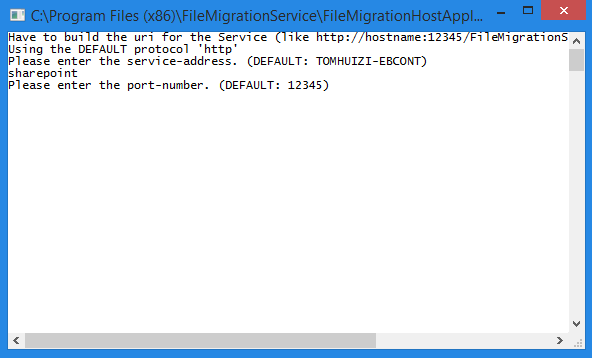 C:\Program Files (x86)\FileMigrationService\FileMigrationHostAppl...
Have to build the uri for the Service (like http://hostname:12345/FileMigrationS
Using the DEFAULT protocol 'http'
Please enter the service-address. (DEFAULT: TOMHUIZI-EBCONT)
sharepoint
Please enter the port-number. (DEFAULT: 12345)